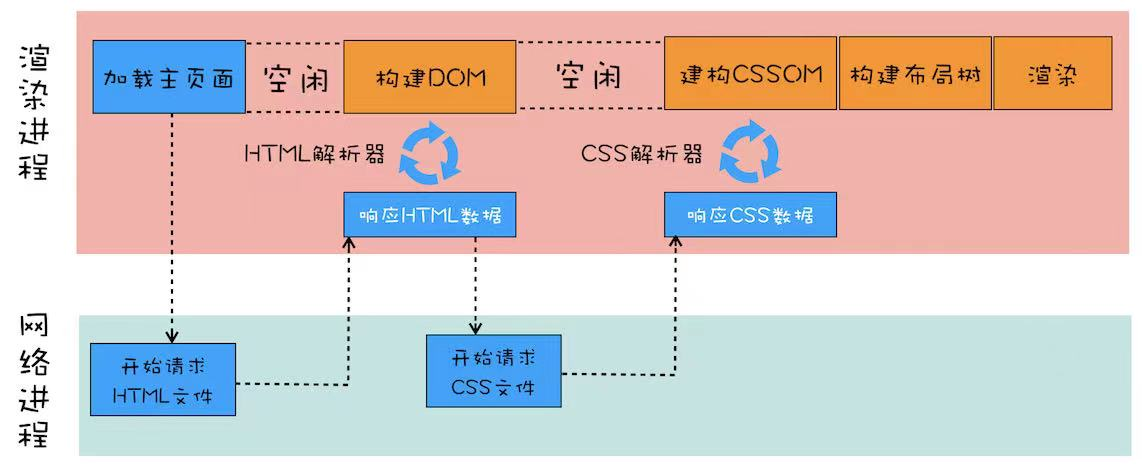 渲染进程
加载主页面
空闲
构建DOM
空闲
建构CSSOM
构建布局树
渲染
HTML解析器
CSS解析器
响应HTML数据
响应CSS数据
网络进程
开始请求
HTML文件
开始请求
CSS文件